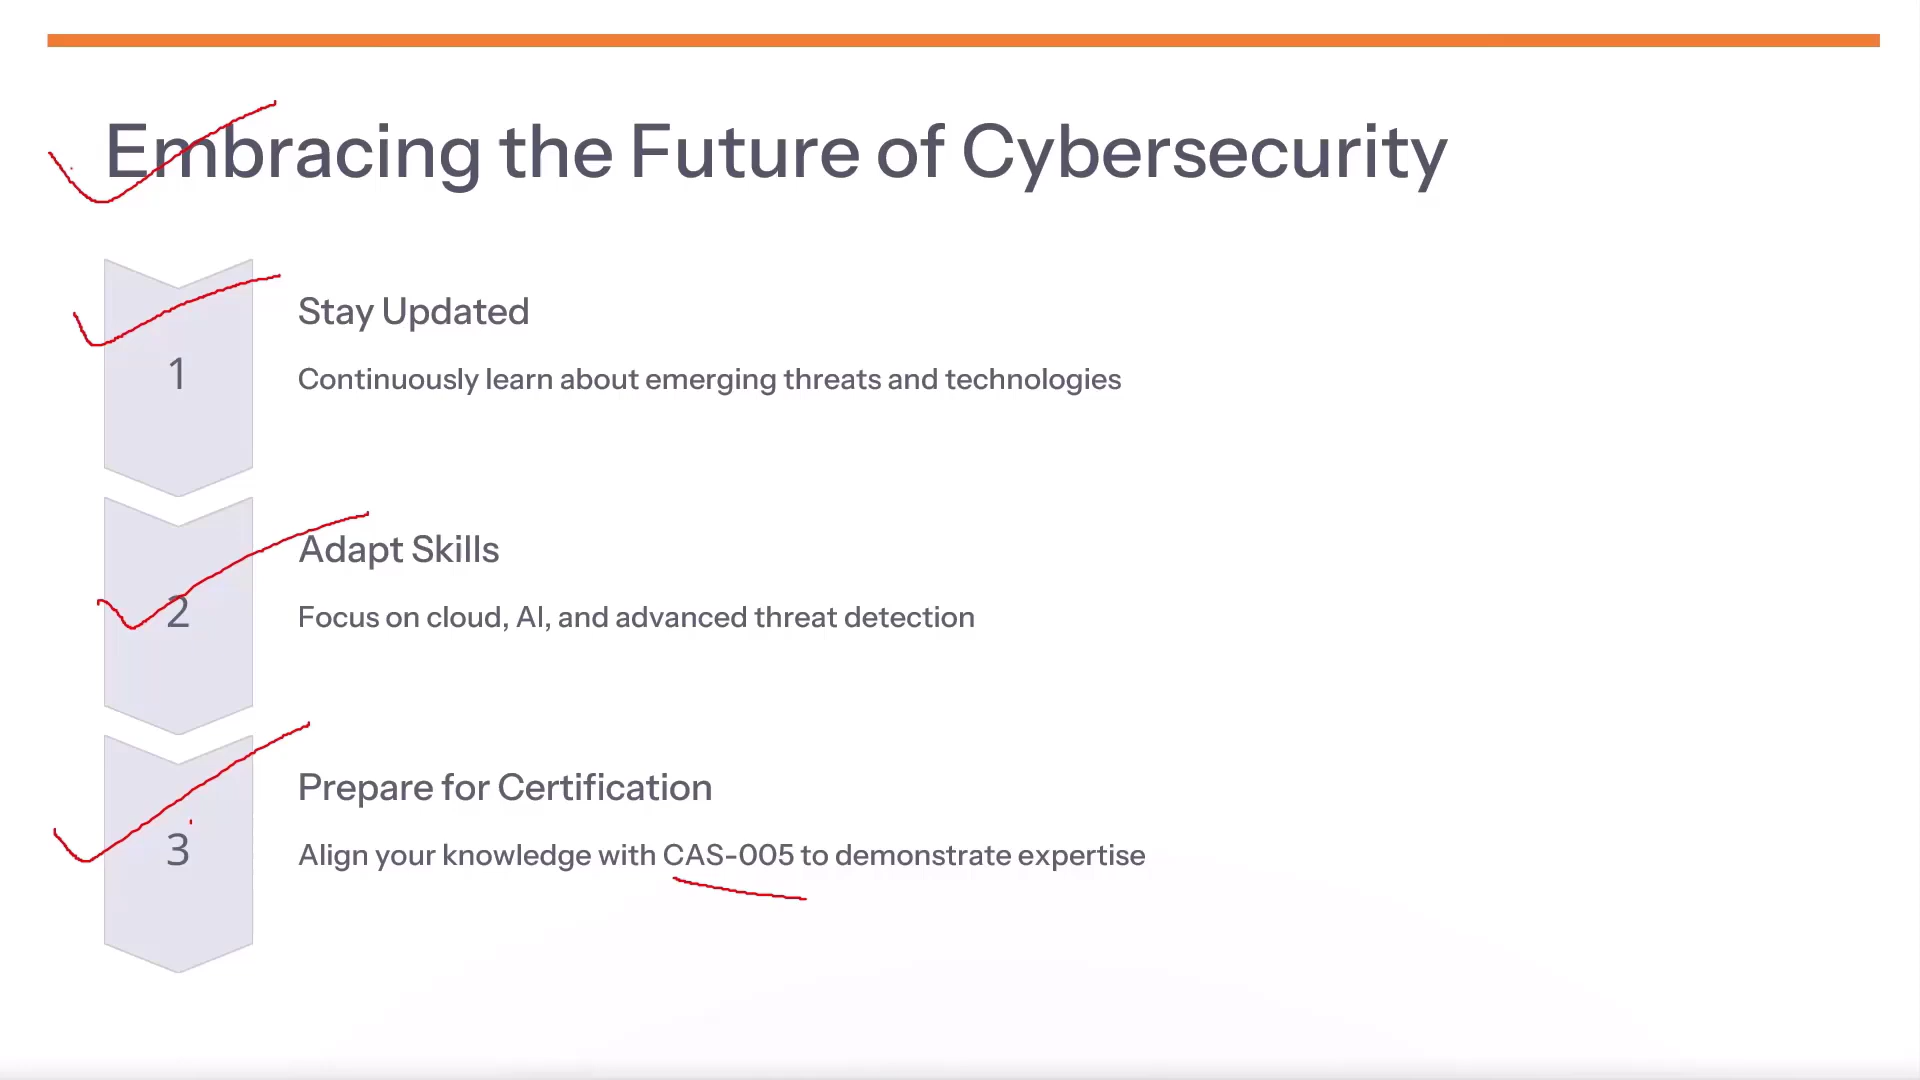 Embracing the Future of Cybersecurity
1
Stay Updated
Continuously learn about emerging threats and technologies
2
Adapt Skills
Focus on cloud, AI, and advanced threat detection
3
Prepare for Certification
Align your knowledge with CAS-005 to demonstrate expertise